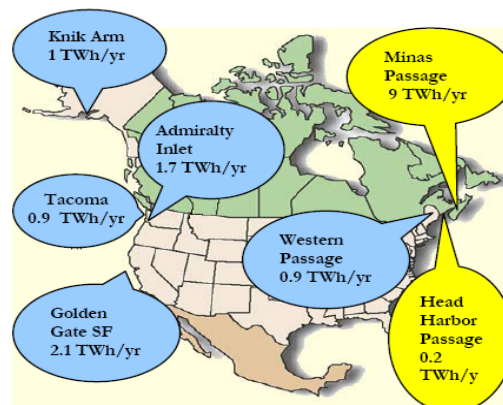 Knik Arm
1 TWh/yr
Minas
Passage
9 TWh/yr
Admiralty
Inlet
1.7 TWh/yr
Tacoma
0.9 TWh/yr
Western
Passage
0.9 TWh/yr
Golden
Gate SF
2.1 TWh/yr
Head
Harbor
Passage
0.2
TWh/y